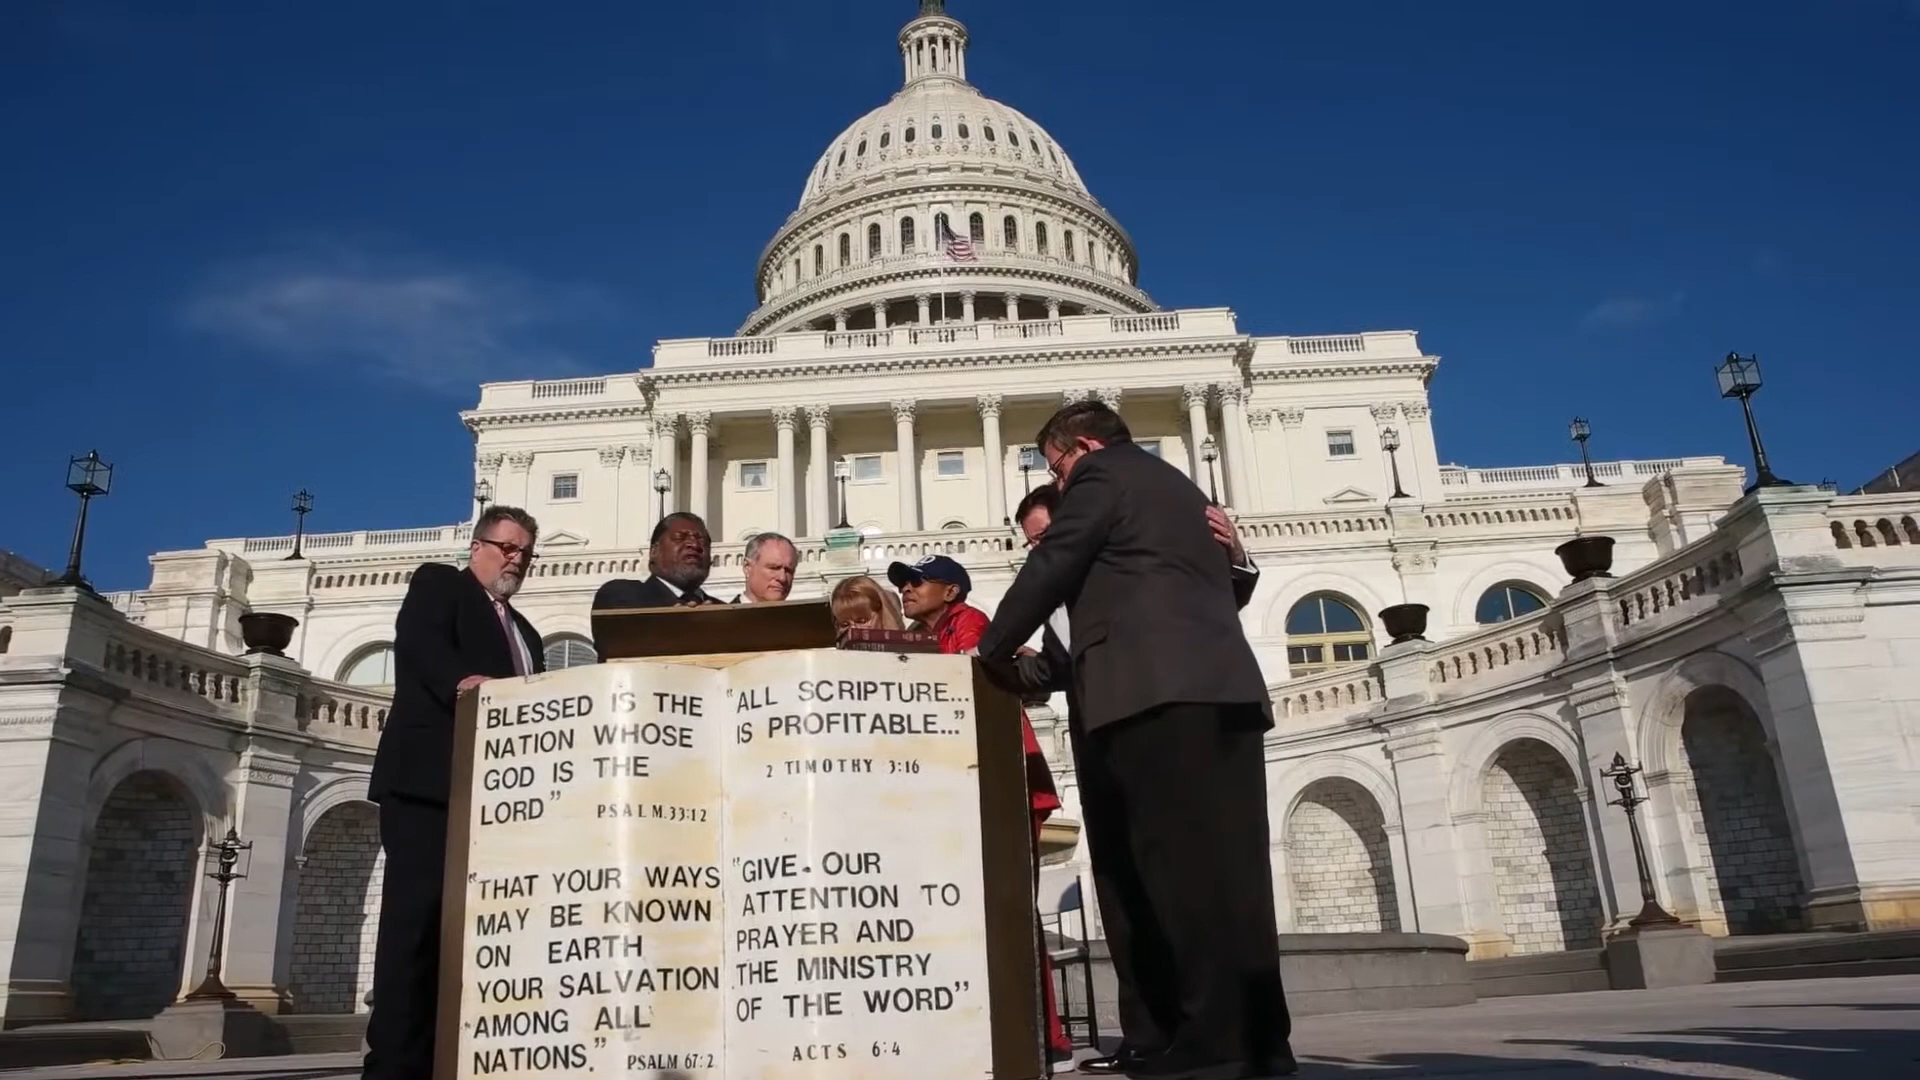 "BLESSED IS THE
NATION WHOSE
GOD IS THE
LORD" PSALM.33:12
"THAT YOUR WAYS
MAY BE KNOWN
ON EARTH
YOUR SALVATION
AMONG ALL
NATIONS." PSALM 67:2
"ALL SCRIPTURE...
IS PROFITABLE..."
2 TIMOTHY 3:16
"GIVE OUR
ATTENTION TO
PRAYER AND
THE MINISTRY
OF THE WORD"
ACTS 6:4